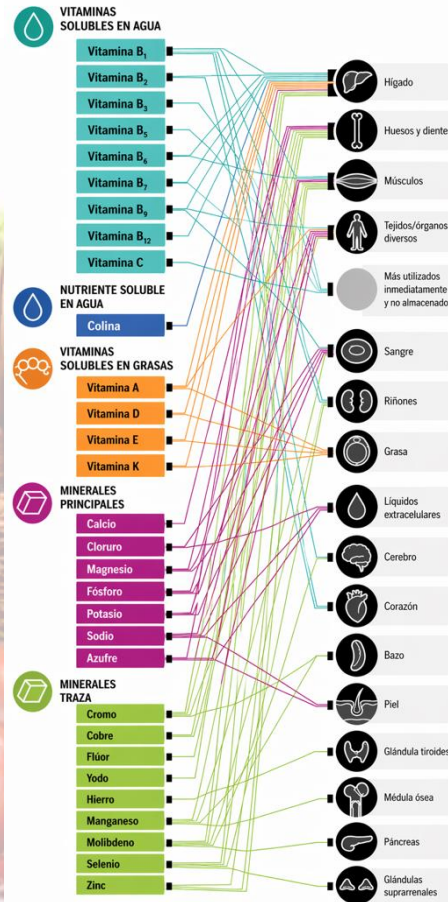 VITAMINAS
SOLUBLES EN AGUA
Vitamina B₁
Vitamina B₂
Vitamina B₃
Vitamina B₅
Vitamina B₆
Vitamina B₇
Vitamina B₉
Vitamina B₁₂
Vitamina C
NUTRIENTE SOLUBLE
EN AGUA
Colina
VITAMINAS
SOLUBLES EN GRASAS
Vitamina A
Vitamina D
Vitamina E
Vitamina K
MINERALES
PRINCIPALES
Calcio
Cloruro
Magnesio
Fósforo
Potasio
Sodio
Azufre
MINERALES
TRAZA
Cromo
Cobre
Flúor
Yodo
Hierro
Manganeso
Molibdeno
Selenio
Zinc
Hígado
Huesos y diente
Músculos
Tejidos/órganos
diversos
Más utilizados
inmediatamente
y no almacenado
Sangre
Riñones
Grasa
Líquidos
extracelulares
Cerebro
Corazón
Bazo
Piel
Glándula tiroides
Médula ósea
Páncreas
Glándulas
suprarrenales